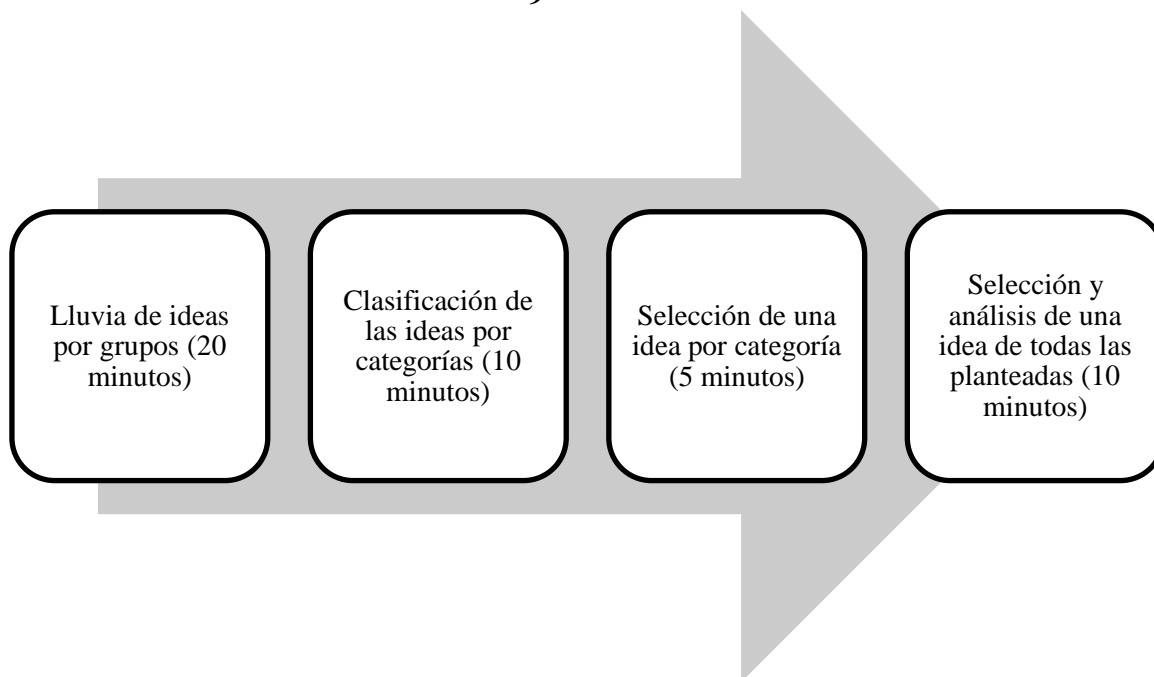 Lluvia de ideas
por grupos (20
minutos)
Clasificación de
las ideas por
categorías (10
minutos)
Selección de una
idea por categoría
(5 minutos)
Selección y
análisis de una
idea de todas las
planteadas (10
minutos)